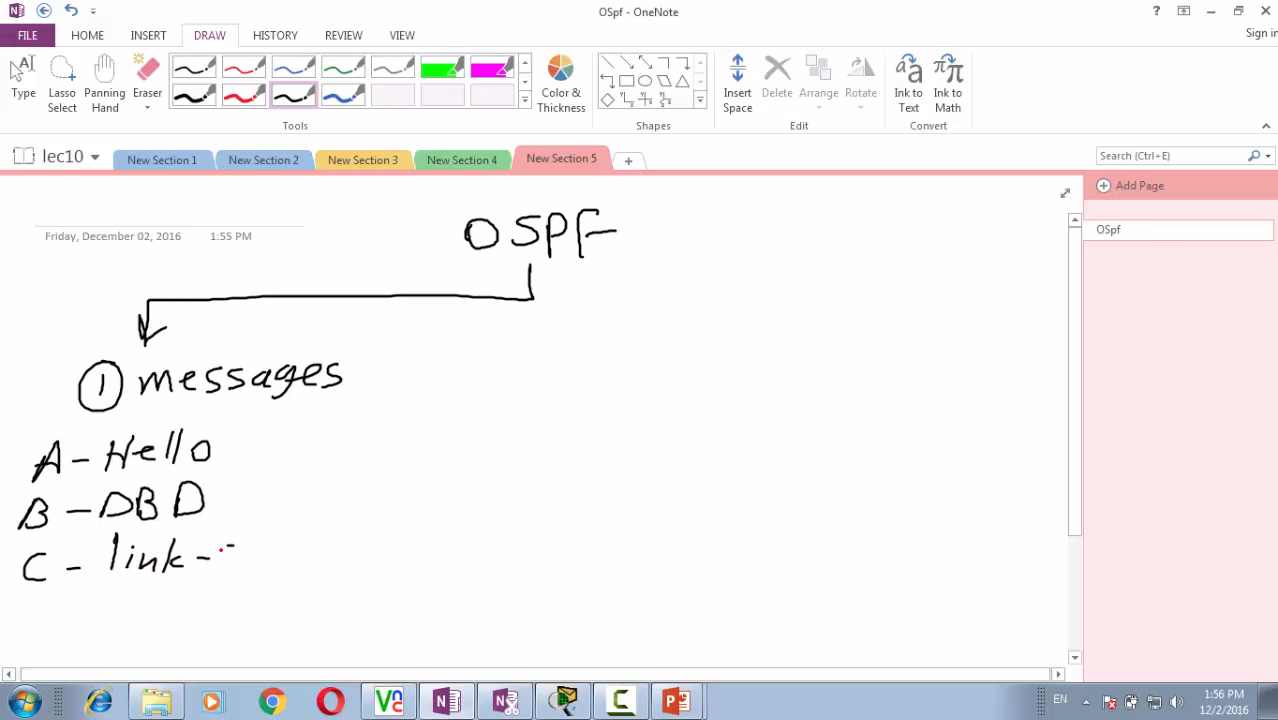 OSpf - OneNote
Sign in
FILE HOME INSERT DRAW HISTORY REVIEW VIEW
Type
Lasso Select
Panning Hand
Eraser
Color & Thickness
Insert Space
Delete
Arrange
Rotate
Ink to Text
Ink to Math
Tools
Shapes
Edit
Convert
lec10
New Section 1
New Section 2
New Section 3
New Section 4
New Section 5
Search (Ctrl+E)
Add Page
OSpf
Friday, December 02, 2016 1:55 PM
OSPF
1 messages
A - Hello
B - DBD
C - link -
EN
1:56 PM
12/2/2016